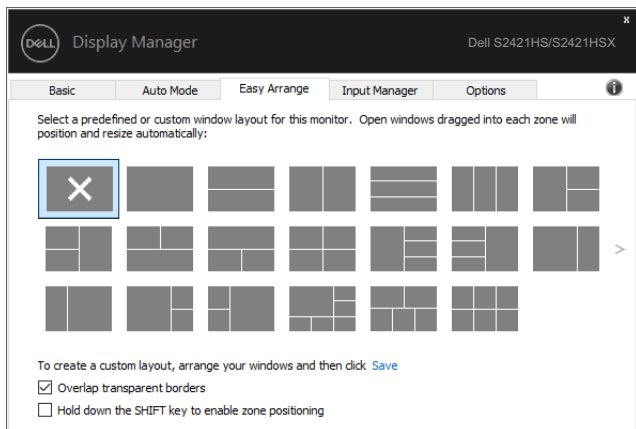 x
DELL Display Manager Dell S2421HS/S2421HSX
Basic Auto Mode Easy Arrange Input Manager Options i
Select a predefined or custom window layout for this monitor. Open windows dragged into each zone will
position and resize automatically:
>
To create a custom layout, arrange your windows and then click Save
Overlap transparent borders
Hold down the SHIFT key to enable zone positioning